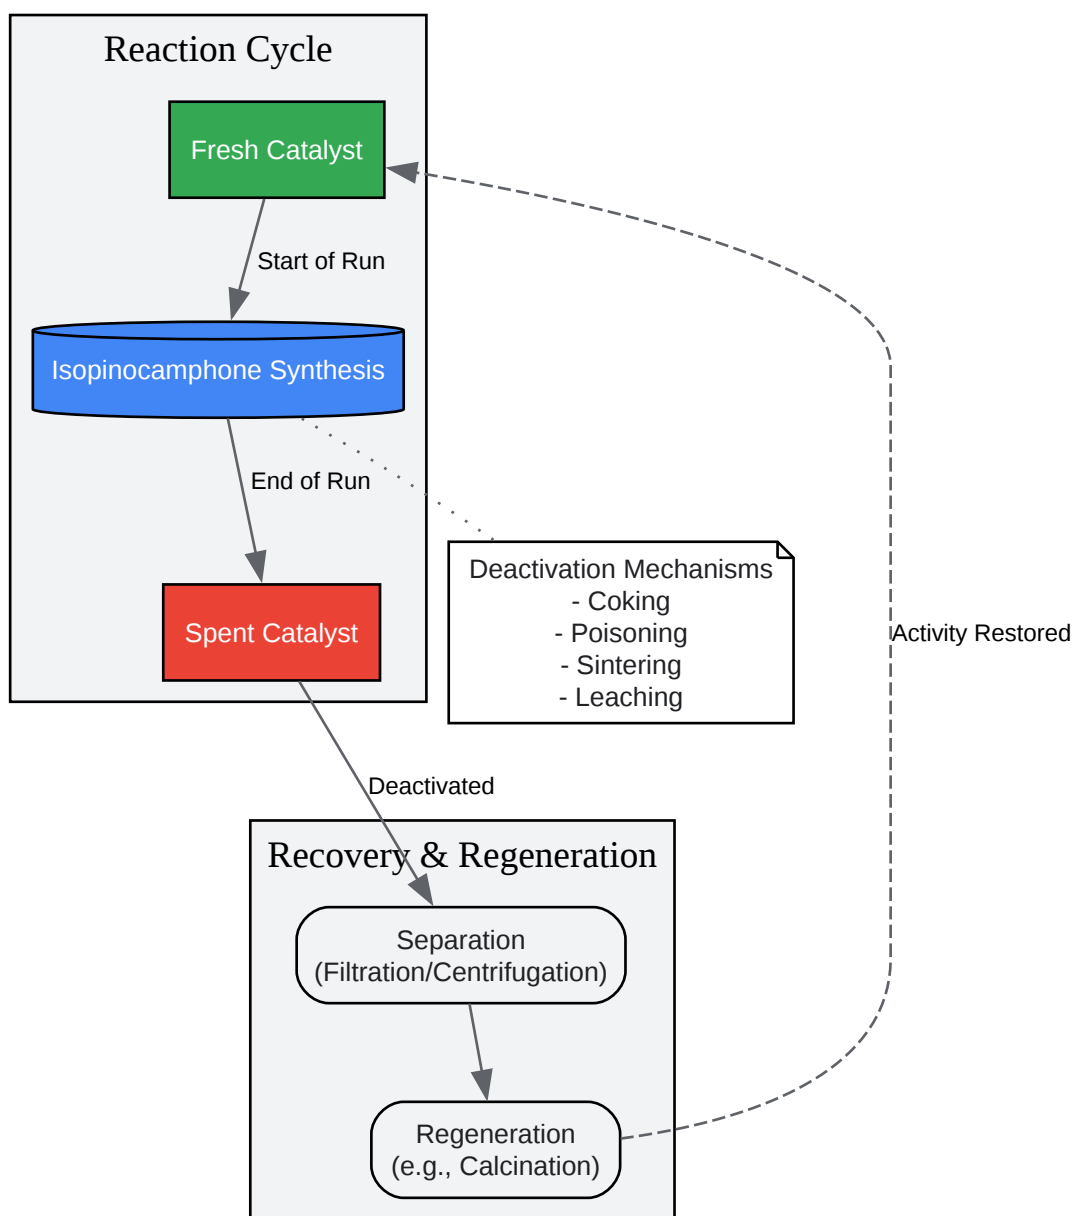 Reaction Cycle
Fresh Catalyst
Start of Run
Isopinocamphone Synthesis
End of Run
Spent Catalyst
Deactivation Mechanisms
- Coking
- Poisoning
- Sintering
- Leaching
Activity Restored
Deactivated
Recovery & Regeneration
Separation
(Filtration/Centrifugation)
Regeneration
(e.g., Calcination)